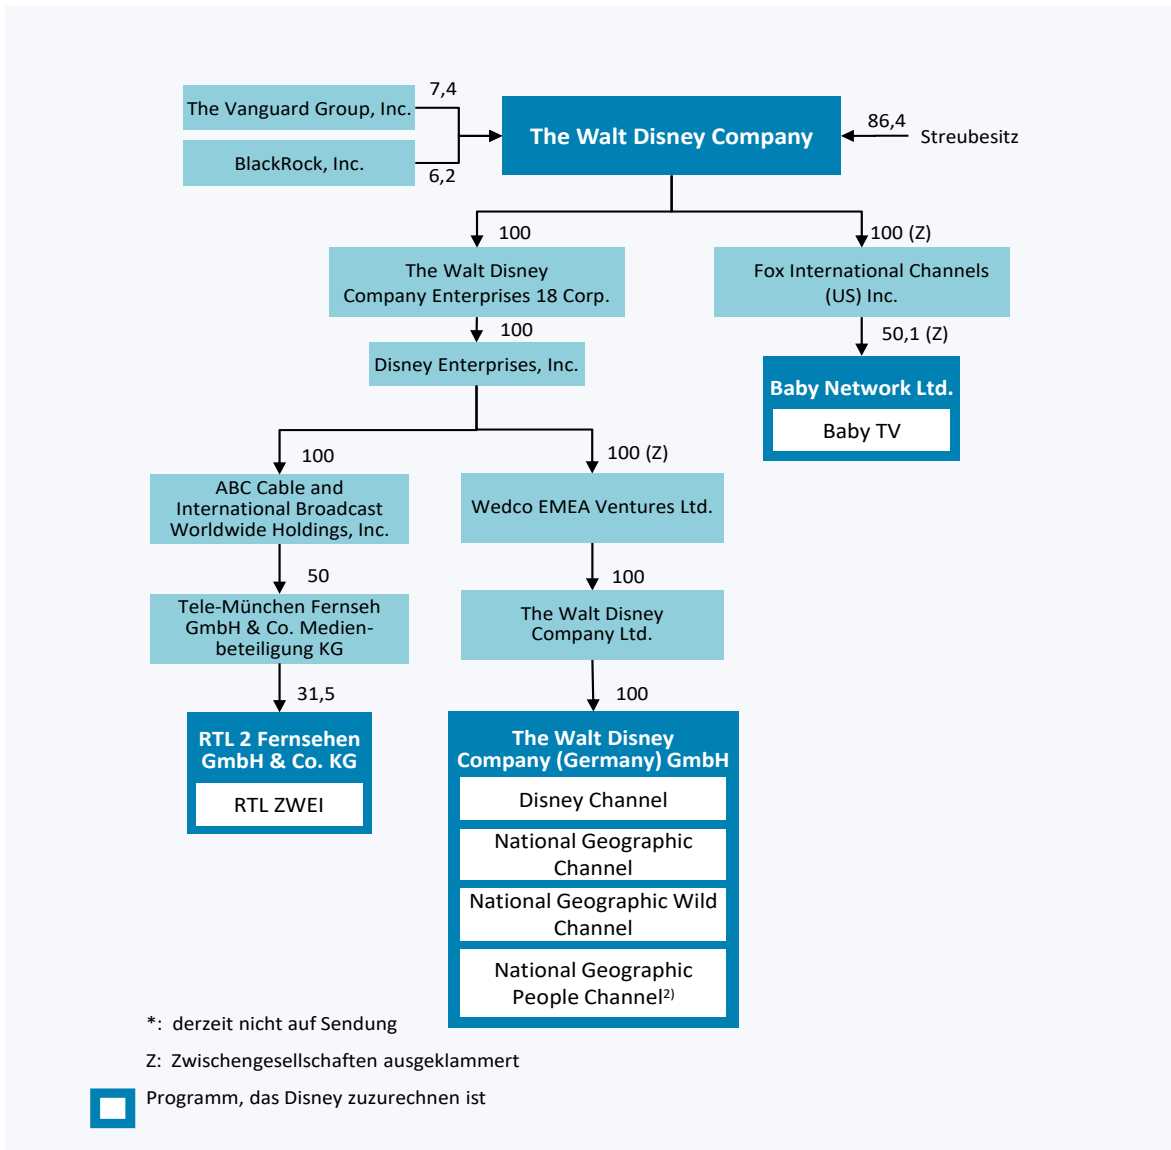 7,4
The Vanguard Group, Inc.
BlackRock, Inc.
6,2
The Walt Disney Company
86,4
Streubesitz
100
100 (Z)
The Walt Disney
Company Enterprises 18 Corp.
Fox International Channels
(US) Inc.
100
50,1 (Z)
Disney Enterprises, Inc.
Baby Network Ltd.
Baby TV
100
100 (Z)
ABC Cable and
International Broadcast
Worldwide Holdings, Inc.
Wedco EMEA Ventures Ltd.
50
100
Tele-München Fernseh
GmbH & Co. Medien-
beteiligung KG
The Walt Disney
Company Ltd.
31,5
100
RTL 2 Fernsehen
GmbH & Co. KG
RTL ZWEI
The Walt Disney
Company (Germany) GmbH
Disney Channel
National Geographic
Channel
National Geographic Wild
Channel
National Geographic
People Channel2)
*: derzeit nicht auf Sendung
Z: Zwischengesellschaften ausgeklammert
Programm, das Disney zuzurechnen ist